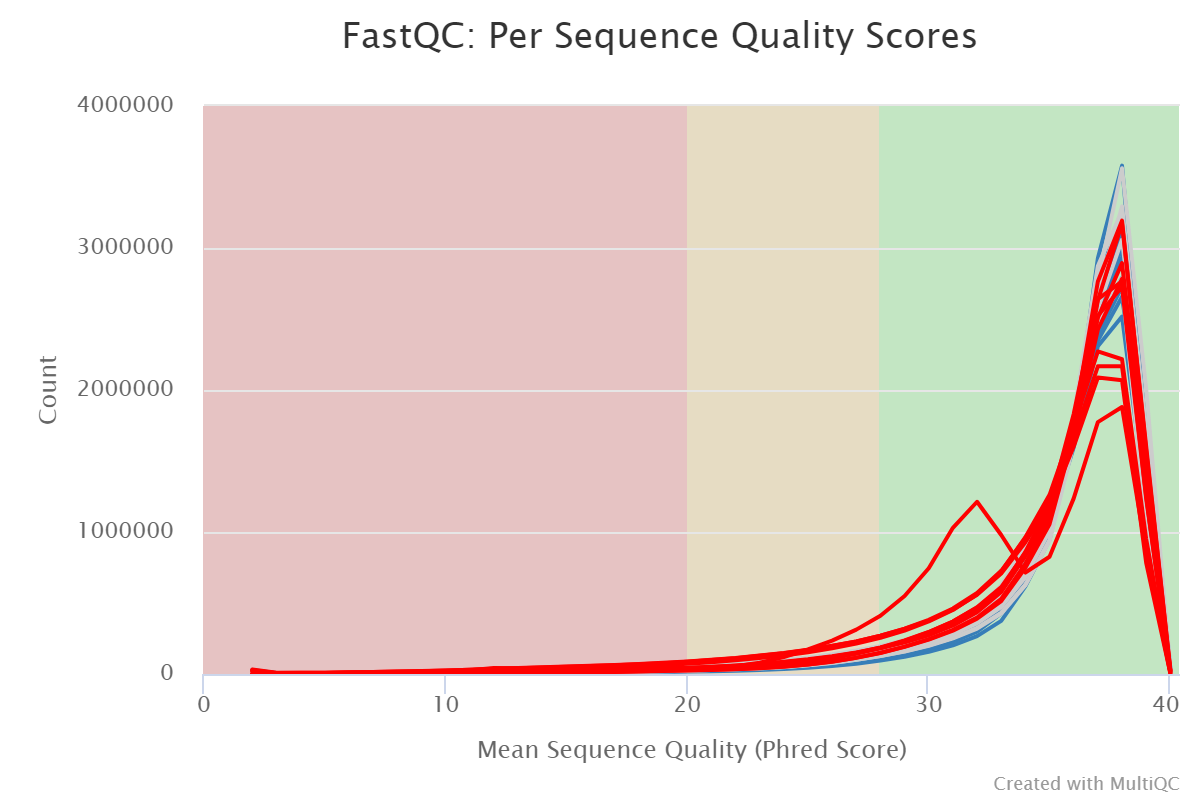 FastQC: Per Sequence Quality Scores
4000000
3000000
2000000
1000000
0
Count
0 10 20 30 40
Mean Sequence Quality (Phred Score)
Created with MultiQC